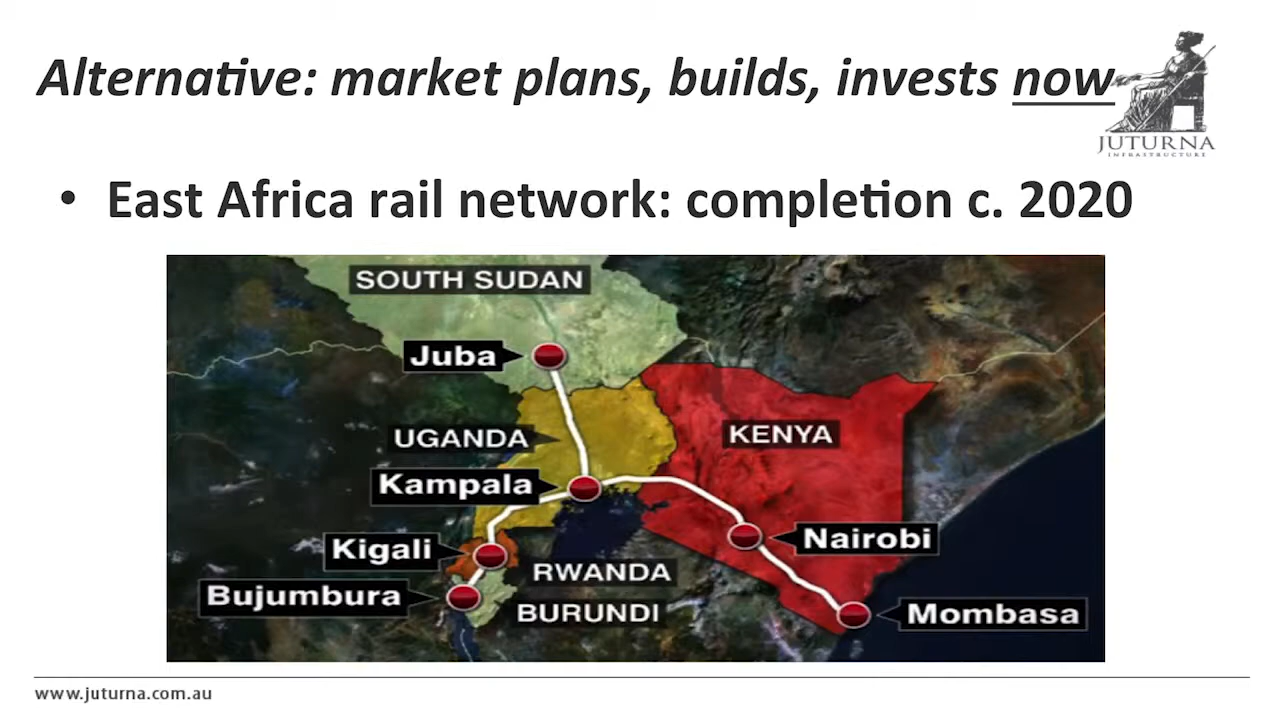 Alternative: market plans, builds, invests now
JUTURNA
INFRASTRUCTURE
• East Africa rail network: completion c. 2020
SOUTH SUDAN
Juba
UGANDA
KENYA
Kampala
Nairobi
Kigali
RWANDA
Bujumbura
BURUNDI
Mombasa
www.juturna.com.au